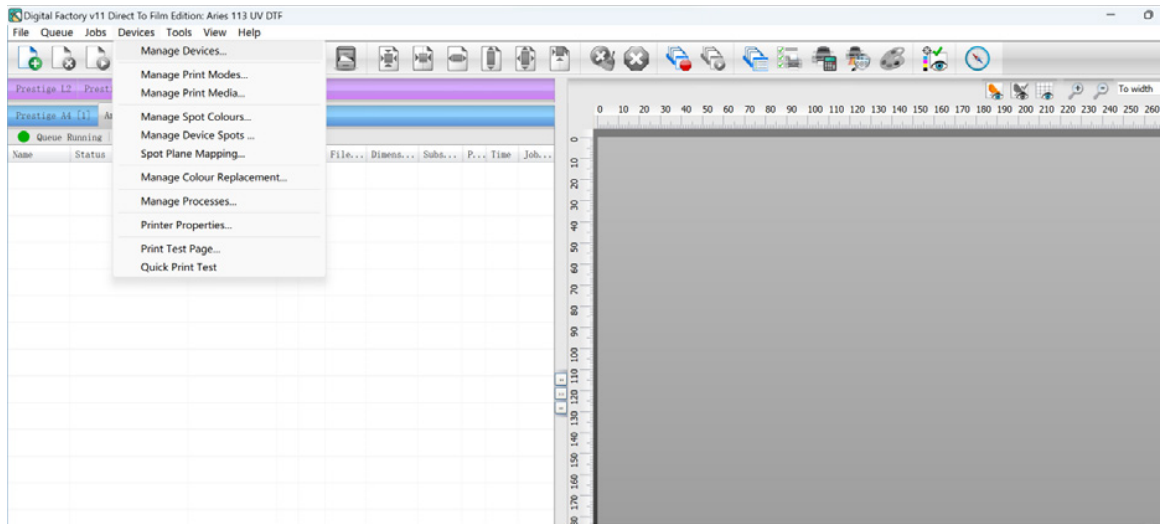 Digital Factory v11 Direct To Film Edition: Aries 113 UV DTF
File Queue Jobs Devices Tools View Help
Manage Devices...
Manage Print Modes...
Manage Print Media...
Manage Spot Colours...
Manage Device Spots ...
Spot Plane Mapping...
Manage Colour Replacement...
Manage Processes...
Printer Properties...
Print Test Page...
Quick Print Test
Prestige L2
Prestige A4 [1]
Queue Running
Name Status File... Dimens... Subs... P... Time Job...
To width
0 10 20 30 40 50 60 70 80 90 100 110 120 130 140 150 160 170 180 190 200 210 220 230 240 250 260
0
10
20
30
40
50
60
70
80
90
100
110
120
130
140
150
160
170